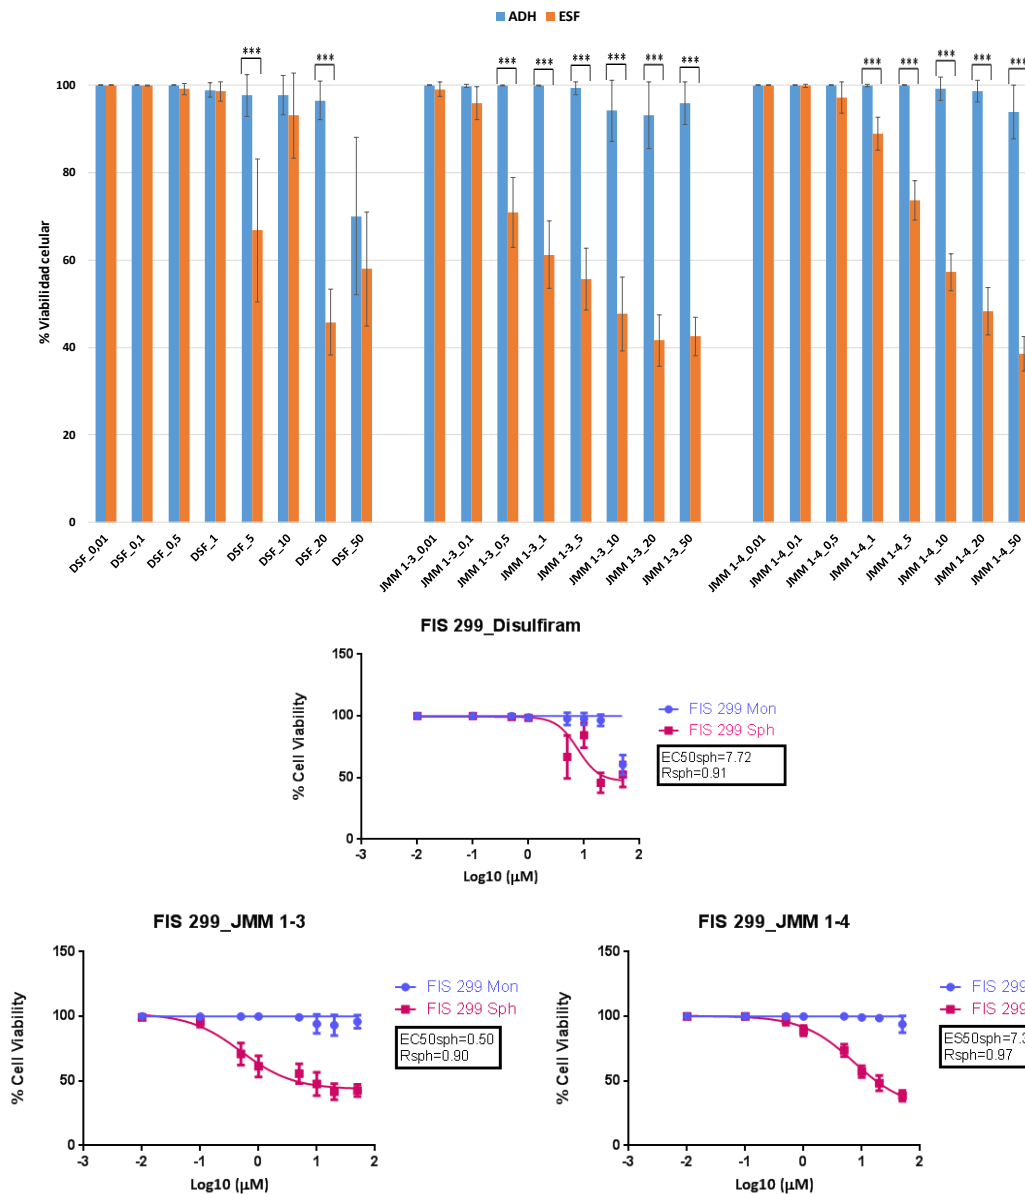 ADH ESF
*** *** *** *** *** *** *** *** *** *** *** *** ***
100
80
60
40
20
0
% Viabilidad celular
DSF_0,01 DSF_0,1 DSF_0,5 DSF_1 DSF_5 DSF_10 DSF_20 DSF_50 JMM 1-3_0,01 JMM 1-3_0,1 JMM 1-3_0,5 JMM 1-3_1 JMM 1-3_5 JMM 1-3_10 JMM 1-3_20 JMM 1-3_50 JMM 1-4_0,01 JMM 1-4_0,1 JMM 1-4_0,5 JMM 1-4_1 JMM 1-4_5 JMM 1-4_10 JMM 1-4_20 JMM 1-4_50
FIS 299_Disulfiram
150
100
50
0
% Cell Viability
-3 -2 -1 0 1 2
Log10 (µM)
FIS 299 Mon
FIS 299 Sph
EC50sph=7.72
Rsph=0.91
FIS 299_JMM 1-3
150
100
50
0
% Cell Viability
-3 -2 -1 0 1 2
Log10 (µM)
FIS 299 Mon
FIS 299 Sph
EC50sph=0.50
Rsph=0.90
FIS 299_JMM 1-4
150
100
50
0
% Cell Viability
-3 -2 -1 0 1 2
Log10 (µM)
FIS 299
FIS 299
ES50sph=7.3
Rsph=0.97